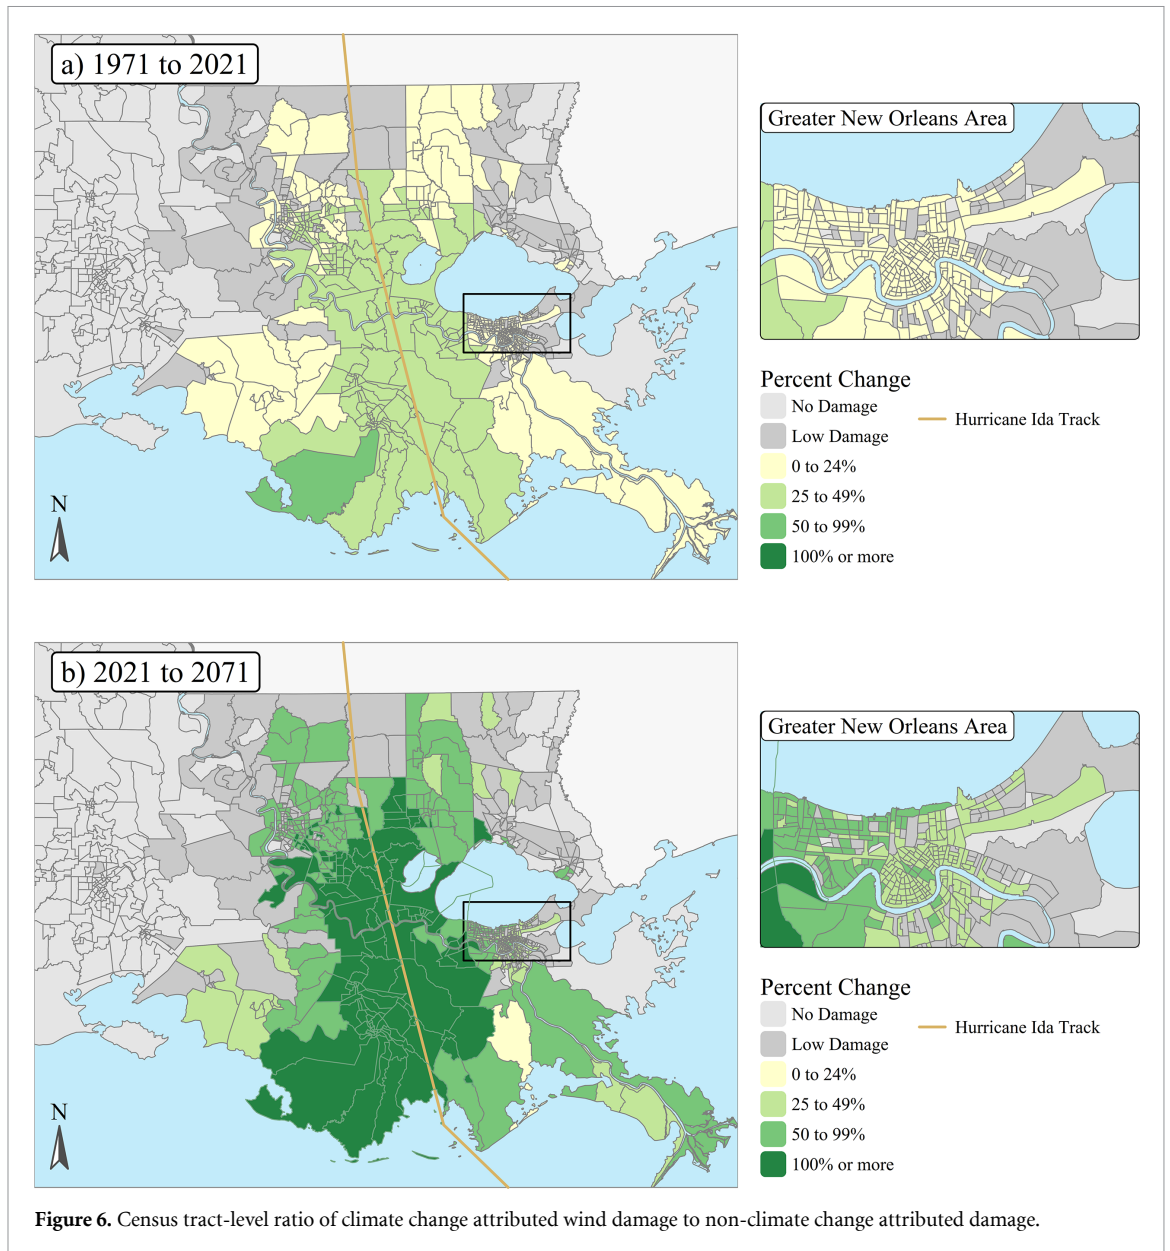 a) 1971 to 2021
Greater New Orleans Area
Percent Change
No Damage
Low Damage
0 to 24%
25 to 49%
50 to 99%
100% or more
Hurricane Ida Track
N
b) 2021 to 2071
Greater New Orleans Area
Percent Change
No Damage
Low Damage
0 to 24%
25 to 49%
50 to 99%
100% or more
Hurricane Ida Track
N
Figure 6. Census tract-level ratio of climate change attributed wind damage to non-climate change attributed damage.